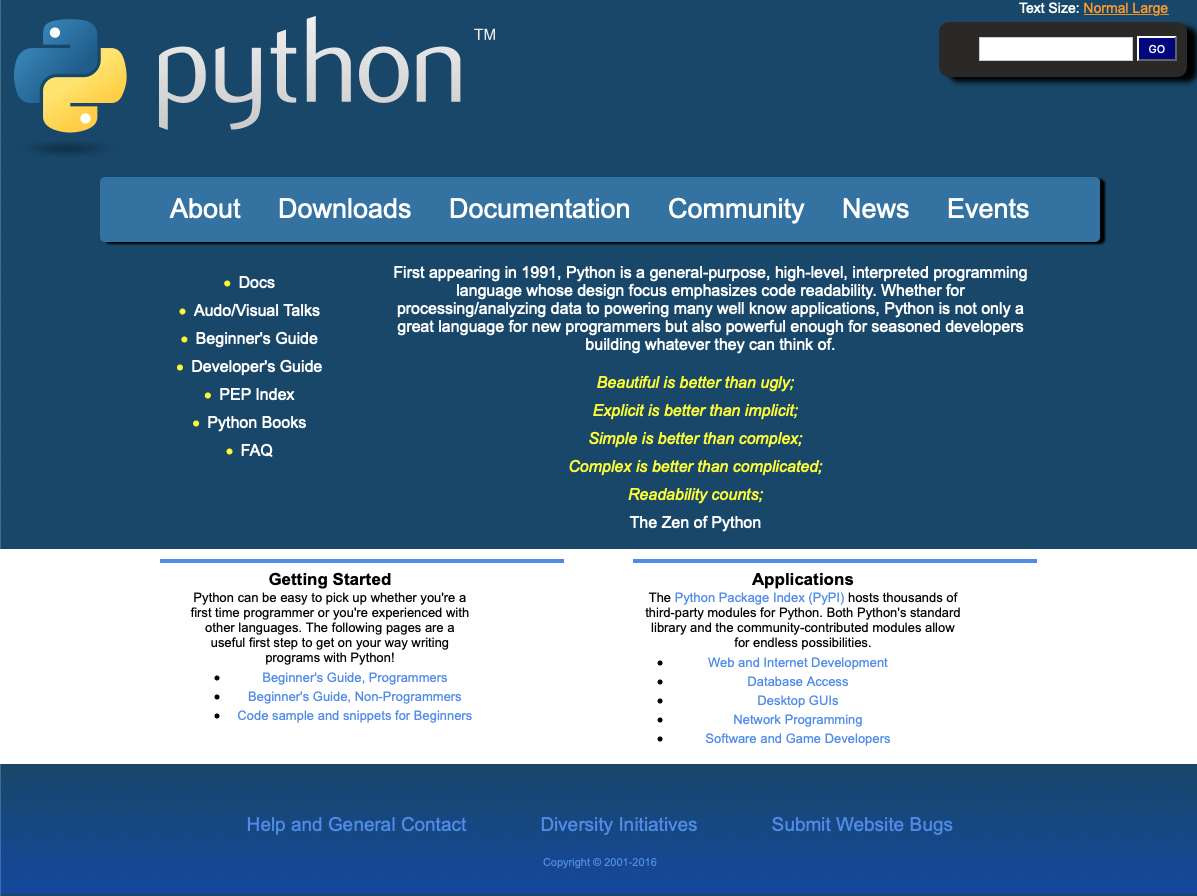 Text Size: Normal Large
python TM
GO
About Downloads Documentation Community News Events
Docs
Audo/Visual Talks
Beginner's Guide
Developer's Guide
PEP Index
Python Books
FAQ
First appearing in 1991, Python is a general-purpose, high-level, interpreted programming
language whose design focus emphasizes code readability. Whether for
processing/analyzing data to powering many well know applications, Python is not only a
great language for new programmers but also powerful enough for seasoned developers
building whatever they can think of.
Beautiful is better than ugly;
Explicit is better than implicit;
Simple is better than complex;
Complex is better than complicated;
Readability counts;
The Zen of Python
Getting Started
Python can be easy to pick up whether you're a
first time programmer or you're experienced with
other languages. The following pages are a
useful first step to get on your way writing
programs with Python!
Beginner's Guide, Programmers
Beginner's Guide, Non-Programmers
Code sample and snippets for Beginners
Applications
The Python Package Index (PyPI) hosts thousands of
third-party modules for Python. Both Python's standard
library and the community-contributed modules allow
for endless possibilities.
Web and Internet Development
Database Access
Desktop GUIs
Network Programming
Software and Game Developers
Help and General Contact Diversity Initiatives Submit Website Bugs
Copyright © 2001-2016